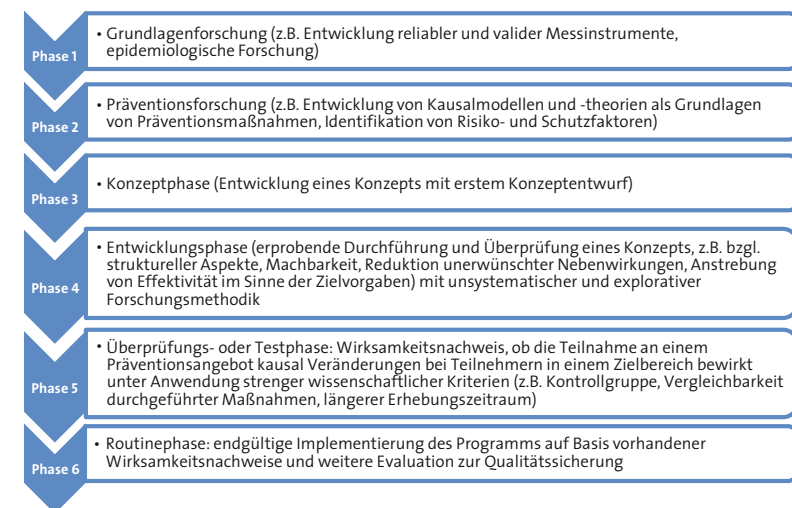 Phase 1
• Grundlagenforschung (z.B. Entwicklung reliabler und valider Messinstrumente,
epidemiologische Forschung)
Phase 2
• Präventionsforschung (z.B. Entwicklung von Kausalmodellen und -theorien als Grundlagen
von Präventionsmaßnahmen, Identifikation von Risiko- und Schutzfaktoren)
Phase 3
• Konzeptphase (Entwicklung eines Konzepts mit erstem Konzeptentwurf)
Phase 4
• Entwicklungsphase (erprobende Durchführung und Überprüfung eines Konzepts, z.B. bzgl.
struktureller Aspekte, Machbarkeit, Reduktion unerwünschter Nebenwirkungen, Anstrebung
von Effektivität im Sinne der Zielvorgaben) mit unsystematischer und explorativer
Forschungsmethodik
Phase 5
• Überprüfungs- oder Testphase: Wirksamkeitsnachweis, ob die Teilnahme an einem
Präventionsangebot kausal Veränderungen bei Teilnehmern in einem Zielbereich bewirkt
unter Anwendung strenger wissenschaftlicher Kriterien (z.B. Kontrollgruppe, Vergleichbarkeit
durchgeführter Maßnahmen, längerer Erhebungszeitraum)
Phase 6
• Routinephase: endgültige Implementierung des Programms auf Basis vorhandener
Wirksamkeitsnachweise und weitere Evaluation zur Qualitätssicherung